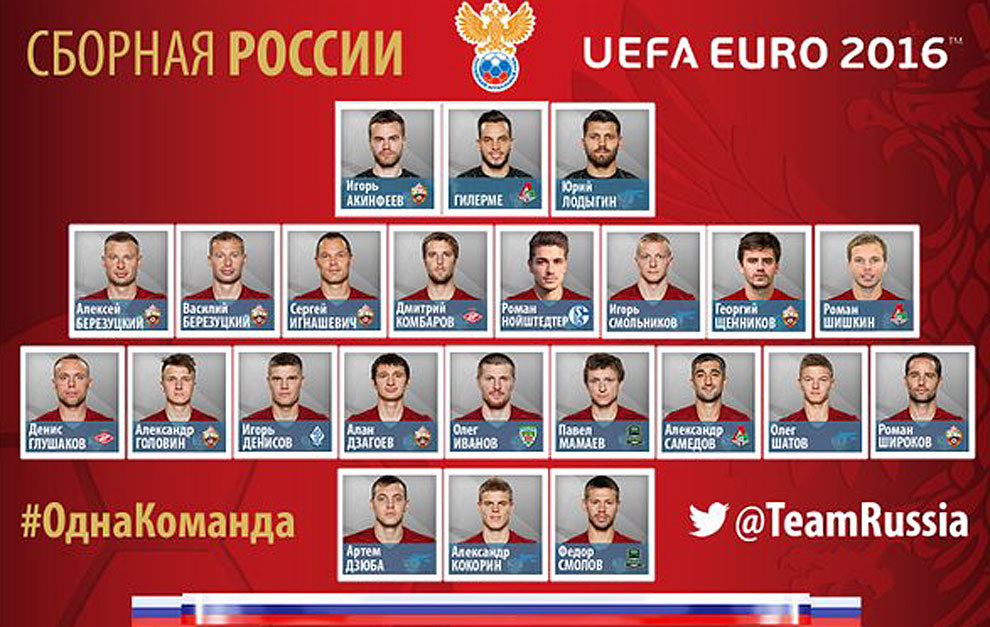 СБОРНАЯ РОССИИ
UEFA EURO 2016™
Игорь
АКИНФЕЕВ
ГИЛЕРМЕ
Юрий
ЛОДЫГИН
Алексей
БЕРЕЗУЦКИЙ
Василий
БЕРЕЗУЦКИЙ
Сергей
ИГНАШЕВИЧ
Дмитрий
КОМБАРОВ
Роман
НОЙШТЕДТЕР
Игорь
СМОЛЬНИКОВ
Георгий
ЩЕННИКОВ
Роман
ШИШКИН
Денис
ГЛУШАКОВ
Александр
ГОЛОВИН
Игорь
ДЕНИСОВ
Алан
ДЗАГОЕВ
Олег
ИВАНОВ
Павел
МАМАЕВ
Александр
САМЕДОВ
Олег
ШАТОВ
Роман
ШИРОКОВ
Артем
ДЗЮБА
Александр
КОКОРИН
Федор
СМОЛОВ
#ОднаКоманда
@TeamRussia